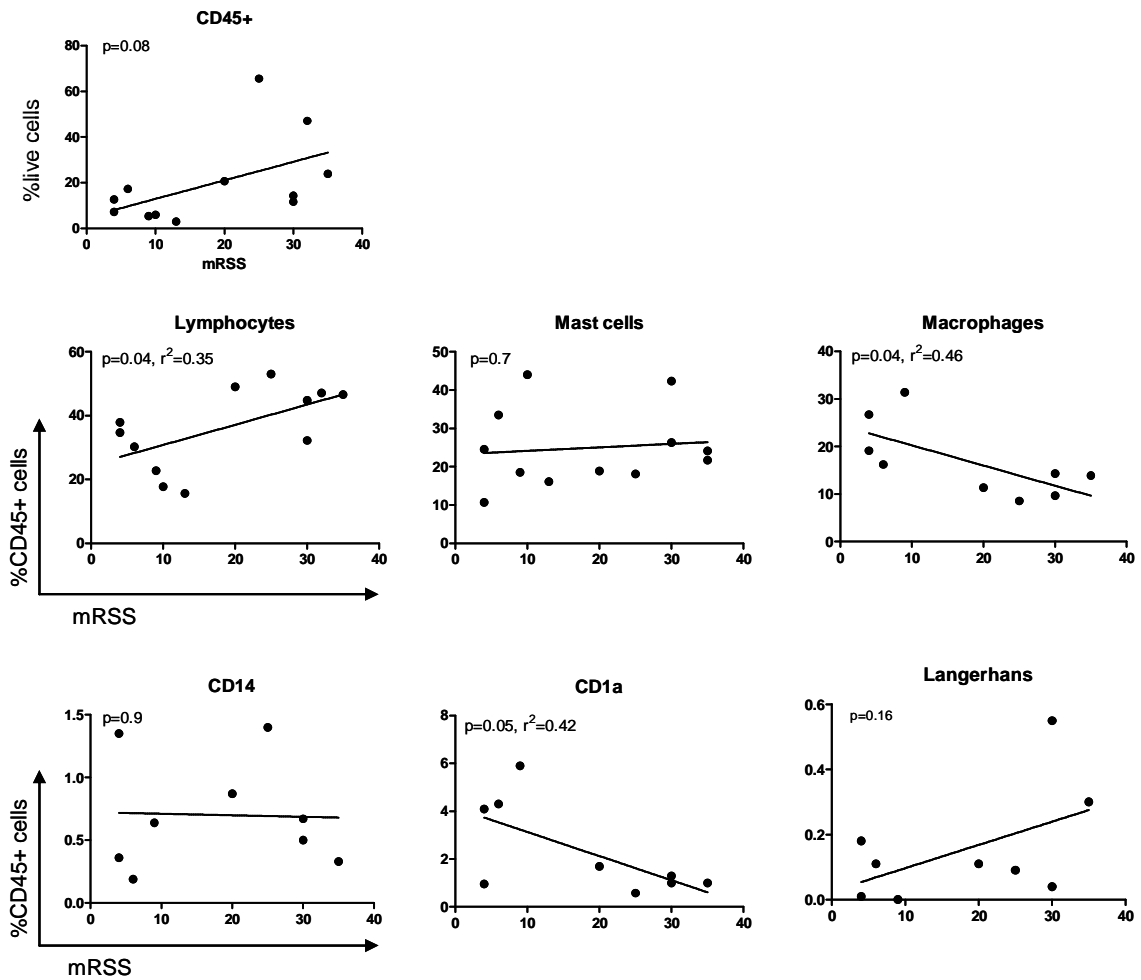 CD45+
p=0.08
%live cells
80
60
40
20
0
0 10 20 30 40
mRSS
Lymphocytes
p=0.04, r²=0.35
60
40
20
0
0 10 20 30 40
Mast cells
p=0.7
50
40
30
20
10
0
0 10 20 30 40
Macrophages
p=0.04, r²=0.46
40
30
20
10
0
0 10 20 30 40
%CD45+ cells
mRSS
CD14
p=0.9
1.5
1.0
0.5
0.0
0 10 20 30 40
CD1a
p=0.05, r²=0.42
8
6
4
2
0
0 10 20 30 40
Langerhans
p=0.16
0.6
0.4
0.2
0.0
0 10 20 30 40
%CD45+ cells
mRSS